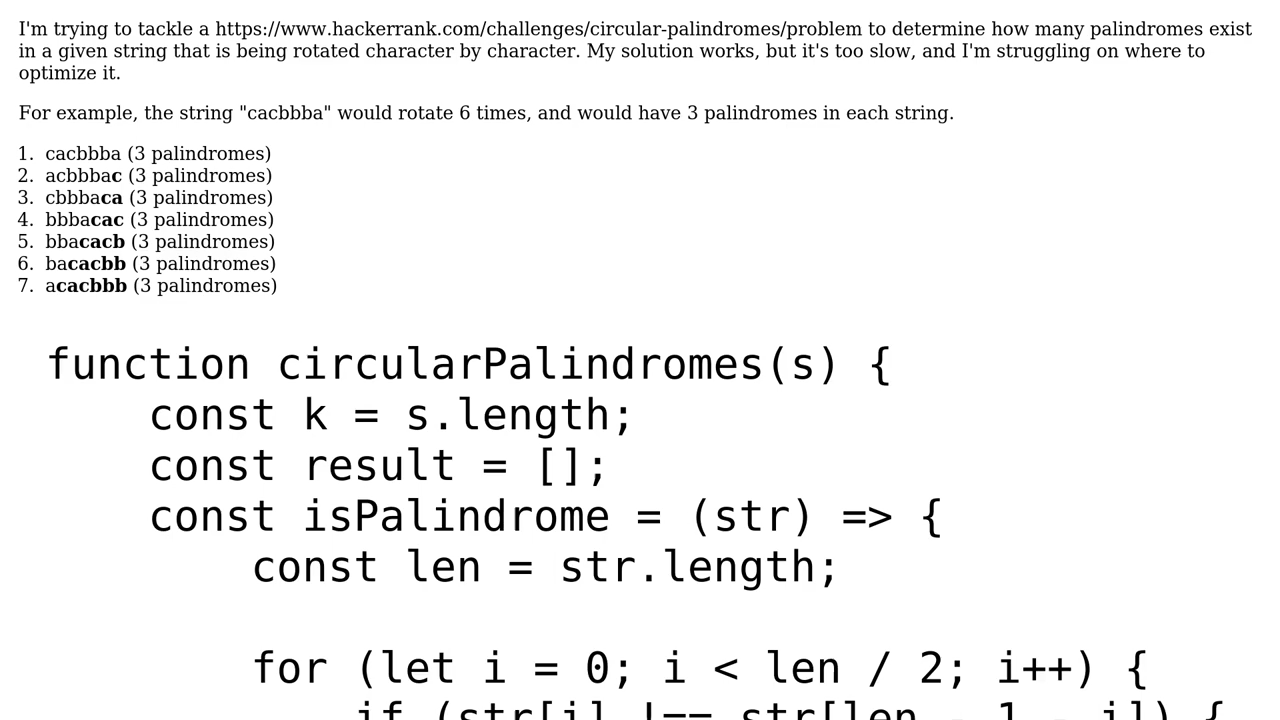 I'm trying to tackle a https://www.hackerrank.com/challenges/circular-palindromes/problem to determine how many palindromes exist
in a given string that is being rotated character by character. My solution works, but it's too slow, and I'm struggling on where to
optimize it.
For example, the string "cacbbba" would rotate 6 times, and would have 3 palindromes in each string.
1. cacbbba (3 palindromes)
2. acbbbac (3 palindromes)
3. cbbbaca (3 palindromes)
4. bbbacac (3 palindromes)
5. bbacacb (3 palindromes)
6. bacacbb (3 palindromes)
7. acacbbb (3 palindromes)
function circularPalindromes(s) {
    const k = s.length;
    const result = [];
    const isPalindrome = (str) => {
        const len = str.length;
        for (let i = 0; i < len / 2; i++) {
            if (str[i] !== str[len - 1 - i]) {